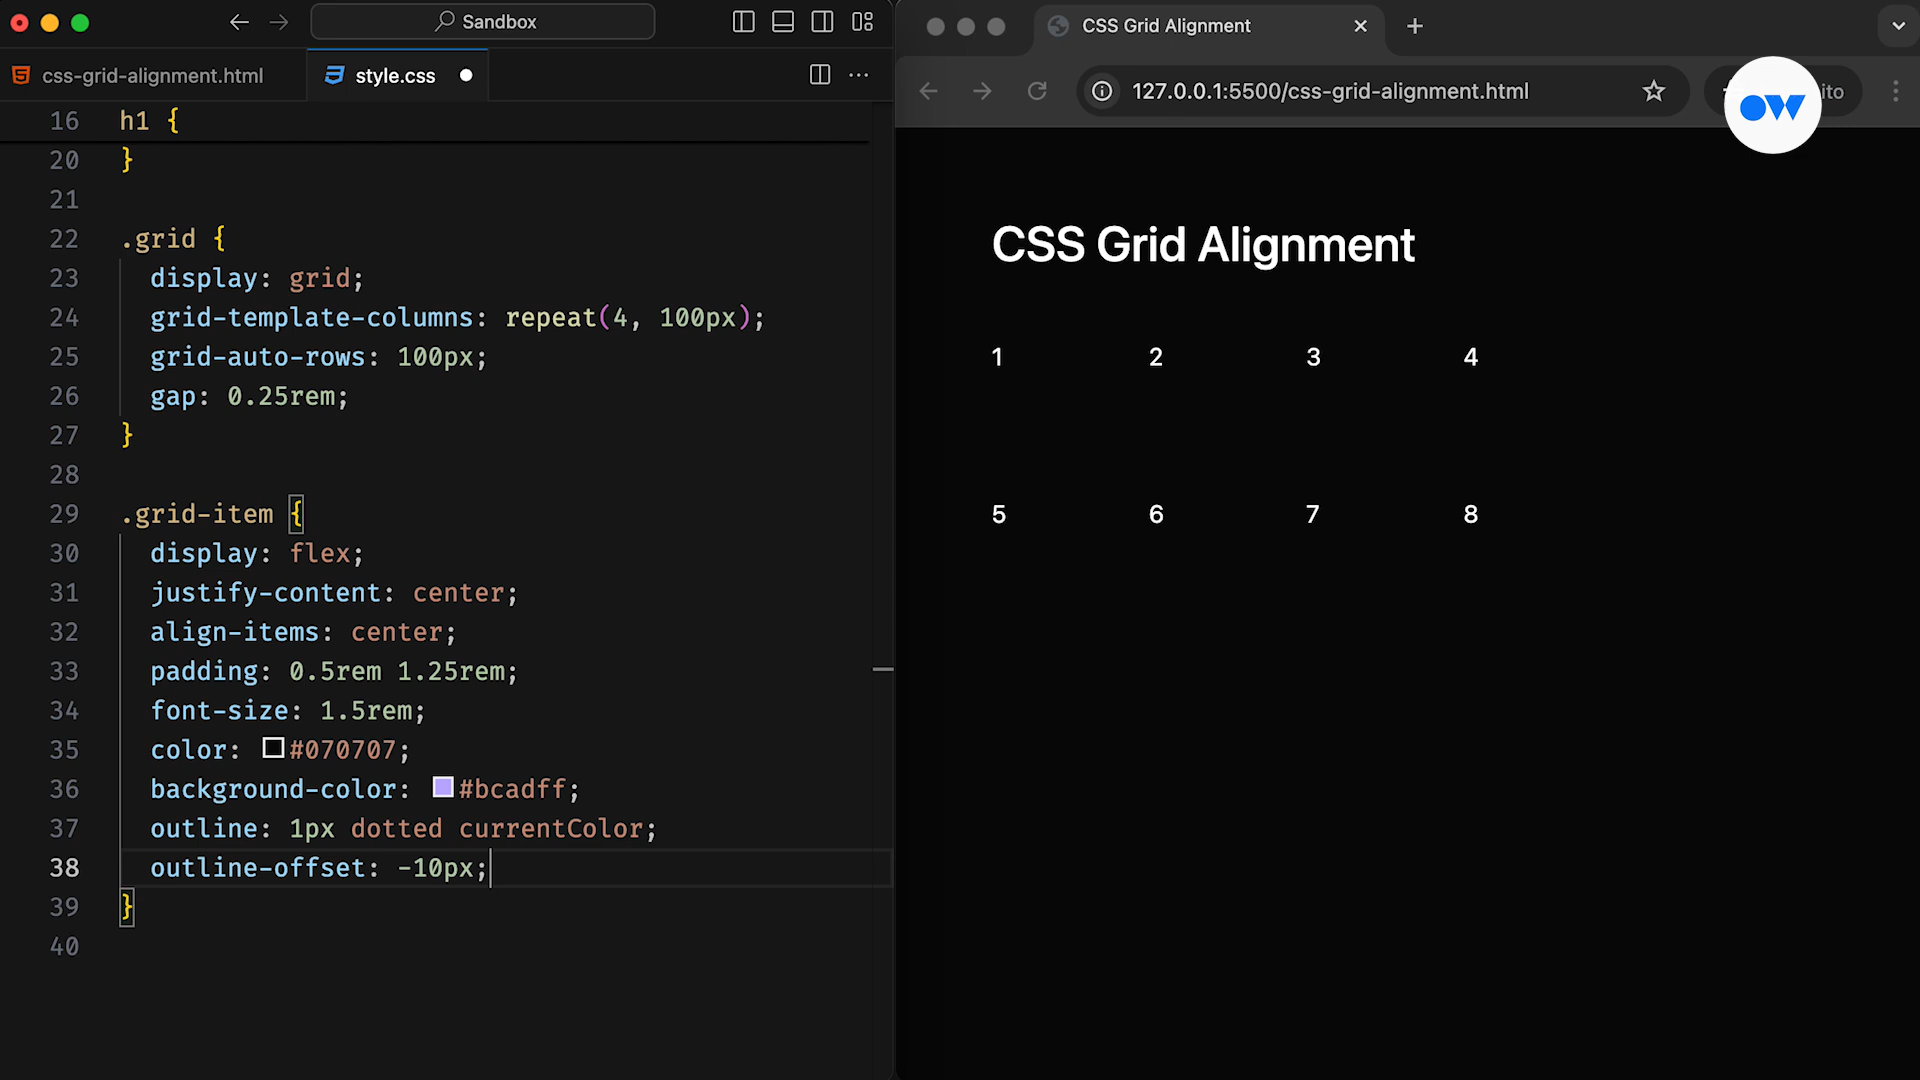 Sandbox
css-grid-alignment.html
style.css
16 h1 {
20 }
21
22 .grid {
23 display: grid;
24 grid-template-columns: repeat(4, 100px);
25 grid-auto-rows: 100px;
26 gap: 0.25rem;
27 }
28
29 .grid-item {
30 display: flex;
31 justify-content: center;
32 align-items: center;
33 padding: 0.5rem 1.25rem;
34 font-size: 1.5rem;
35 color: #070707;
36 background-color: #bcadff;
37 outline: 1px dotted currentColor;
38 outline-offset: -10px;
39 }
40
CSS Grid Alignment
127.0.0.1:5500/css-grid-alignment.html
ow
CSS Grid Alignment
1 2 3 4
5 6 7 8